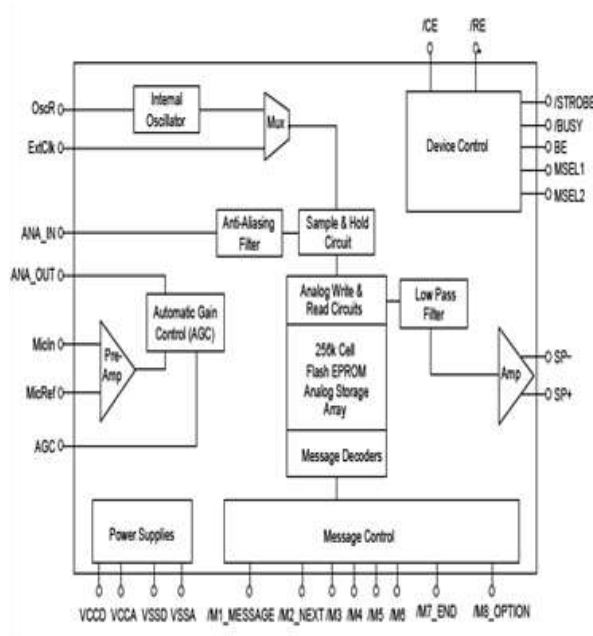 /CE /RE
OscR
Internal
Oscillator
Mux
ExtClk
Device Control
/STROBE
/BUSY
BE
MSEL1
MSEL2
ANA_IN
Anti-Aliasing
Filter
Sample & Hold
Circuit
ANA_OUT
Automatic Gain
Control (AGC)
Analog Write &
Read Circuits
Low Pass
Filter
MicIn
Pre-
Amp
MicRef
256k Cell
Flash EPROM
Analog Storage
Array
Amp
SP-
SP+
AGC
Message Decoders
Power Supplies
Message Control
VCCD VCCA VSSD VSSA /M1_MESSAGE /M2_NEXT /M3 /M4 /M5 /M6 /M7_END /M8_OPTION